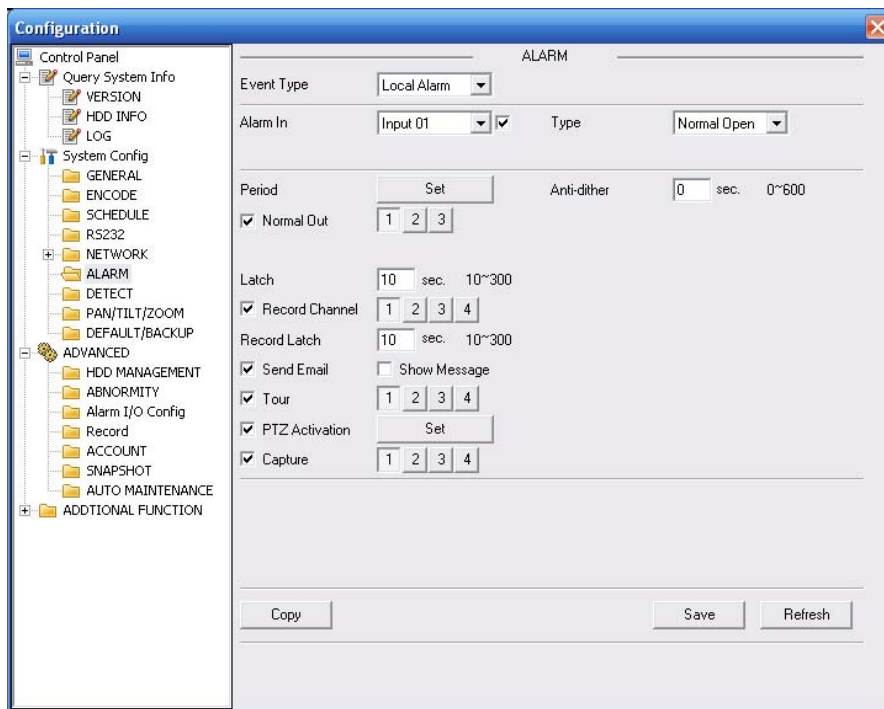 Configuration
Control Panel
Query System Info
VERSION
HDD INFO
LOG
System Config
GENERAL
ENCODE
SCHEDULE
RS232
NETWORK
ALARM
DETECT
PAN/TILT/ZOOM
DEFAULT/BACKUP
ADVANCED
HDD MANAGEMENT
ABNORMITY
Alarm I/O Config
Record
ACCOUNT
SNAPSHOT
AUTO MAINTENANCE
ADDTIONAL FUNCTION
ALARM
Event Type Local Alarm
Alarm In Input 01 Type Normal Open
Period Set Anti-dither 0 sec. 0~600
Normal Out 1 2 3
Latch 10 sec. 10~300
Record Channel 1 2 3 4
Record Latch 10 sec. 10~300
Send Email Show Message
Tour 1 2 3 4
PTZ Activation Set
Capture 1 2 3 4
Copy Save Refresh